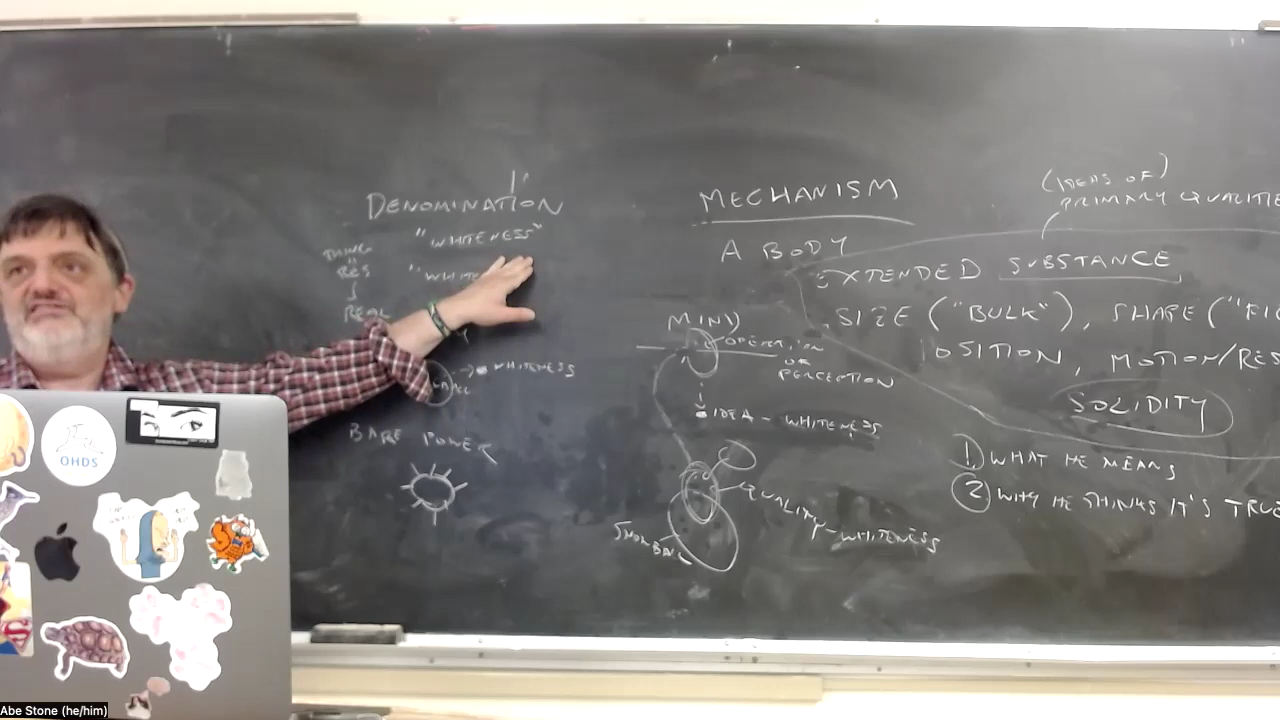 DENOMINATION
"WHITENESS"
THING
"
RES
"WHITE
REAL
WHITENESS
BARE POWER
MECHANISM
A BODY
EXTENDED SUBSTANCE
SIZE ("BULK"), SHAPE ("FIG
OSITION, MOTION/RES
SOLIDITY
(IDEAS OF)
PRIMARY QUALITIE
MIND
OPERATION
OR
PERCEPTION
IDEA - WHITENESS
QUALITY - WHITENESS
SNOWBALL
1. WHAT HE MEANS
2 WHY HE THINKS IT'S TRUE
OHDS
Abe Stone (he/him)